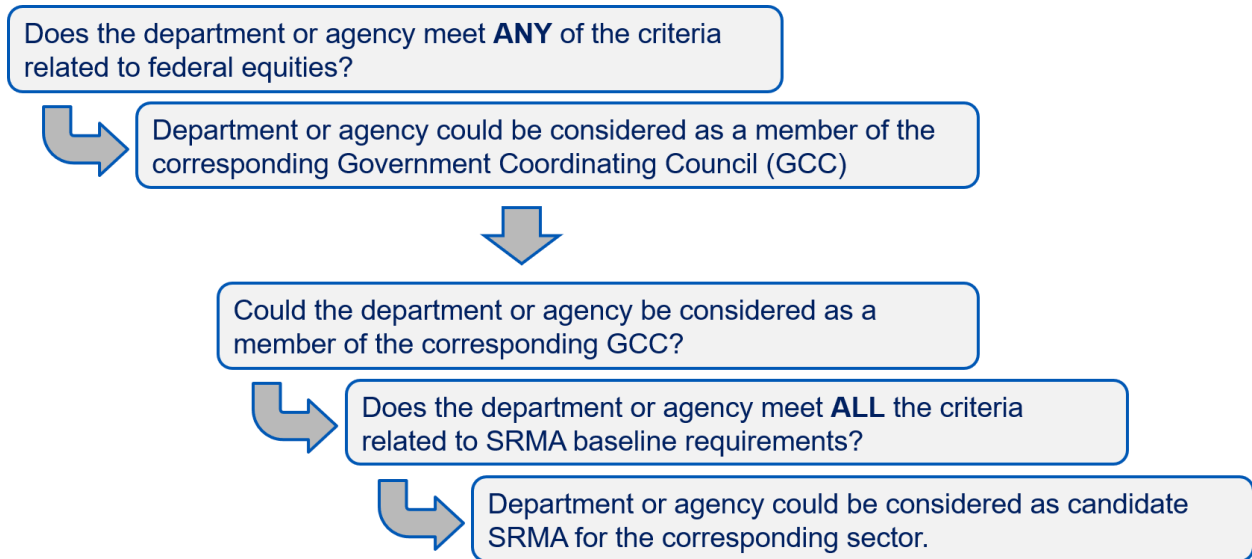 Does the department or agency meet ANY of the criteria
related to federal equities?
Department or agency could be considered as a member of the
corresponding Government Coordinating Council (GCC)
Could the department or agency be considered as a
member of the corresponding GCC?
Does the department or agency meet ALL the criteria
related to SRMA baseline requirements?
Department or agency could be considered as candidate
SRMA for the corresponding sector.